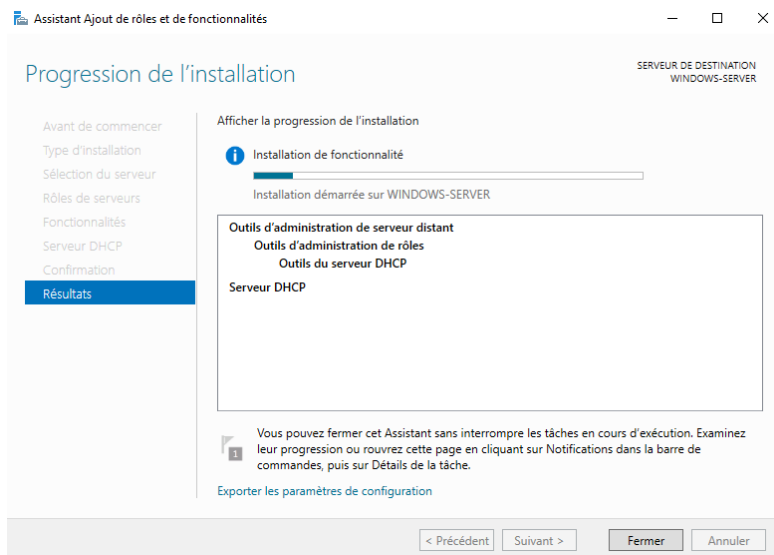 Assistant Ajout de rôles et de fonctionnalités
Progression de l'installation
SERVEUR DE DESTINATION
WINDOWS-SERVER
Avant de commencer
Type d'installation
Sélection du serveur
Rôles de serveurs
Fonctionnalités
Serveur DHCP
Confirmation
Résultats
Afficher la progression de l'installation
Installation de fonctionnalité
Installation démarrée sur WINDOWS-SERVER
Outils d'administration de serveur distant
Outils d'administration de rôles
Outils du serveur DHCP
Serveur DHCP
1
Vous pouvez fermer cet Assistant sans interrompre les tâches en cours d'exécution. Examinez
leur progression ou rouvrez cette page en cliquant sur Notifications dans la barre de
commandes, puis sur Détails de la tâche.
Exporter les paramètres de configuration
< Précédent
Suivant >
Fermer
Annuler